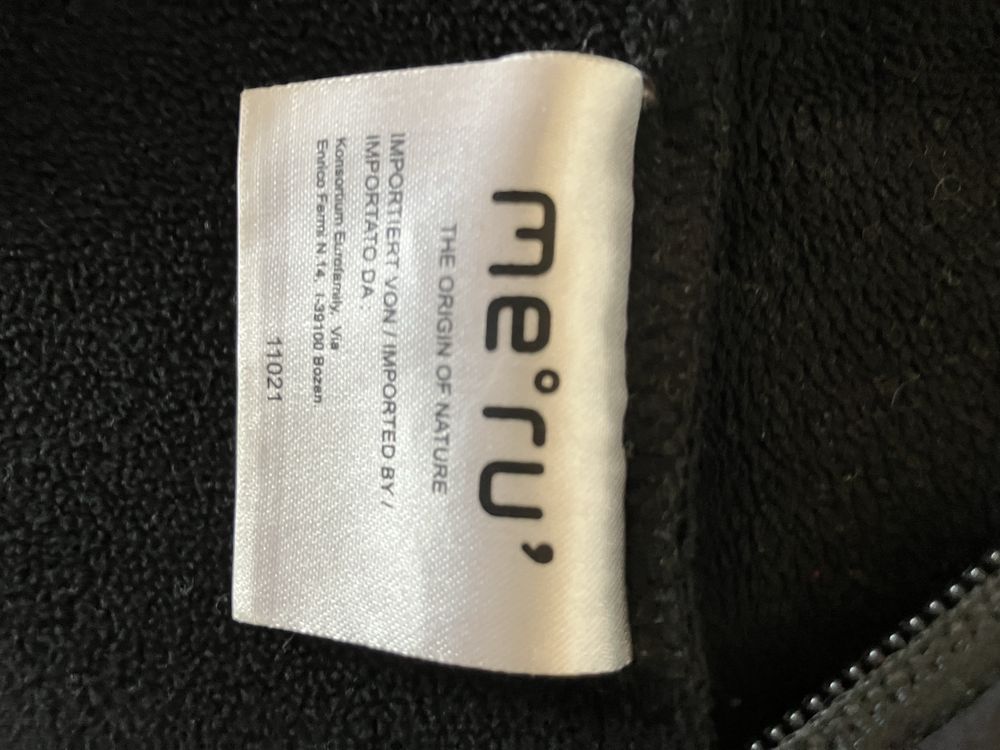 me°ru'
THE ORIGIN OF NATURE
IMPORTIERT VON / IMPORTED BY /
IMPORTATO DA :
Konsortium Eurofamily, Via
Enrico Fermi N.14, I-39100 Bozen
11021